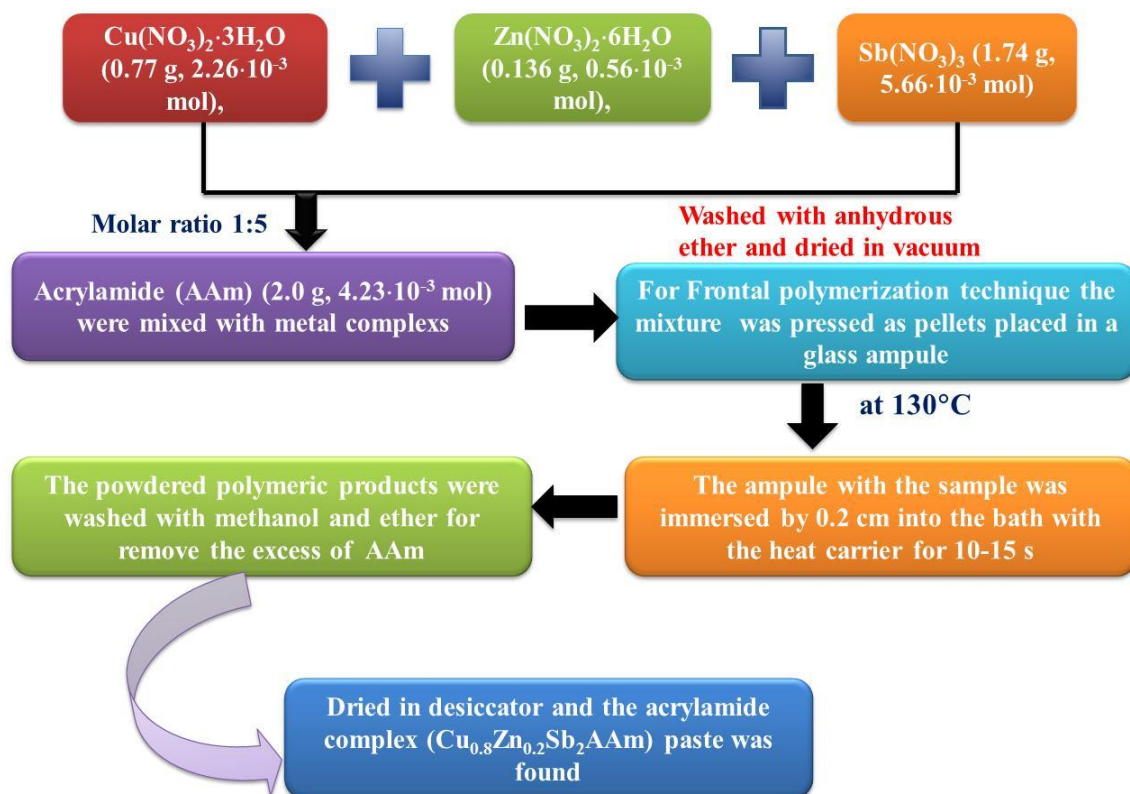 Cu(NO₃)₂·3H₂O
(0.77 g, 2.26·10⁻³
mol),
Zn(NO₃)₂·6H₂O
(0.136 g, 0.56·10⁻³
mol),
Sb(NO₃)₃ (1.74 g,
5.66·10⁻³ mol)
Molar ratio 1:5
Washed with anhydrous
ether and dried in vacuum
Acrylamide (AAm) (2.0 g, 4.23·10⁻³ mol)
were mixed with metal complexs
For Frontal polymerization technique the
mixture was pressed as pellets placed in a
glass ampule
at 130°C
The ampule with the sample was
immersed by 0.2 cm into the bath with
the heat carrier for 10-15 s
The powdered polymeric products were
washed with methanol and ether for
remove the excess of AAm
Dried in desiccator and the acrylamide
complex (Cu₀.₈Zn₀.₂Sb₂AAm) paste was
found